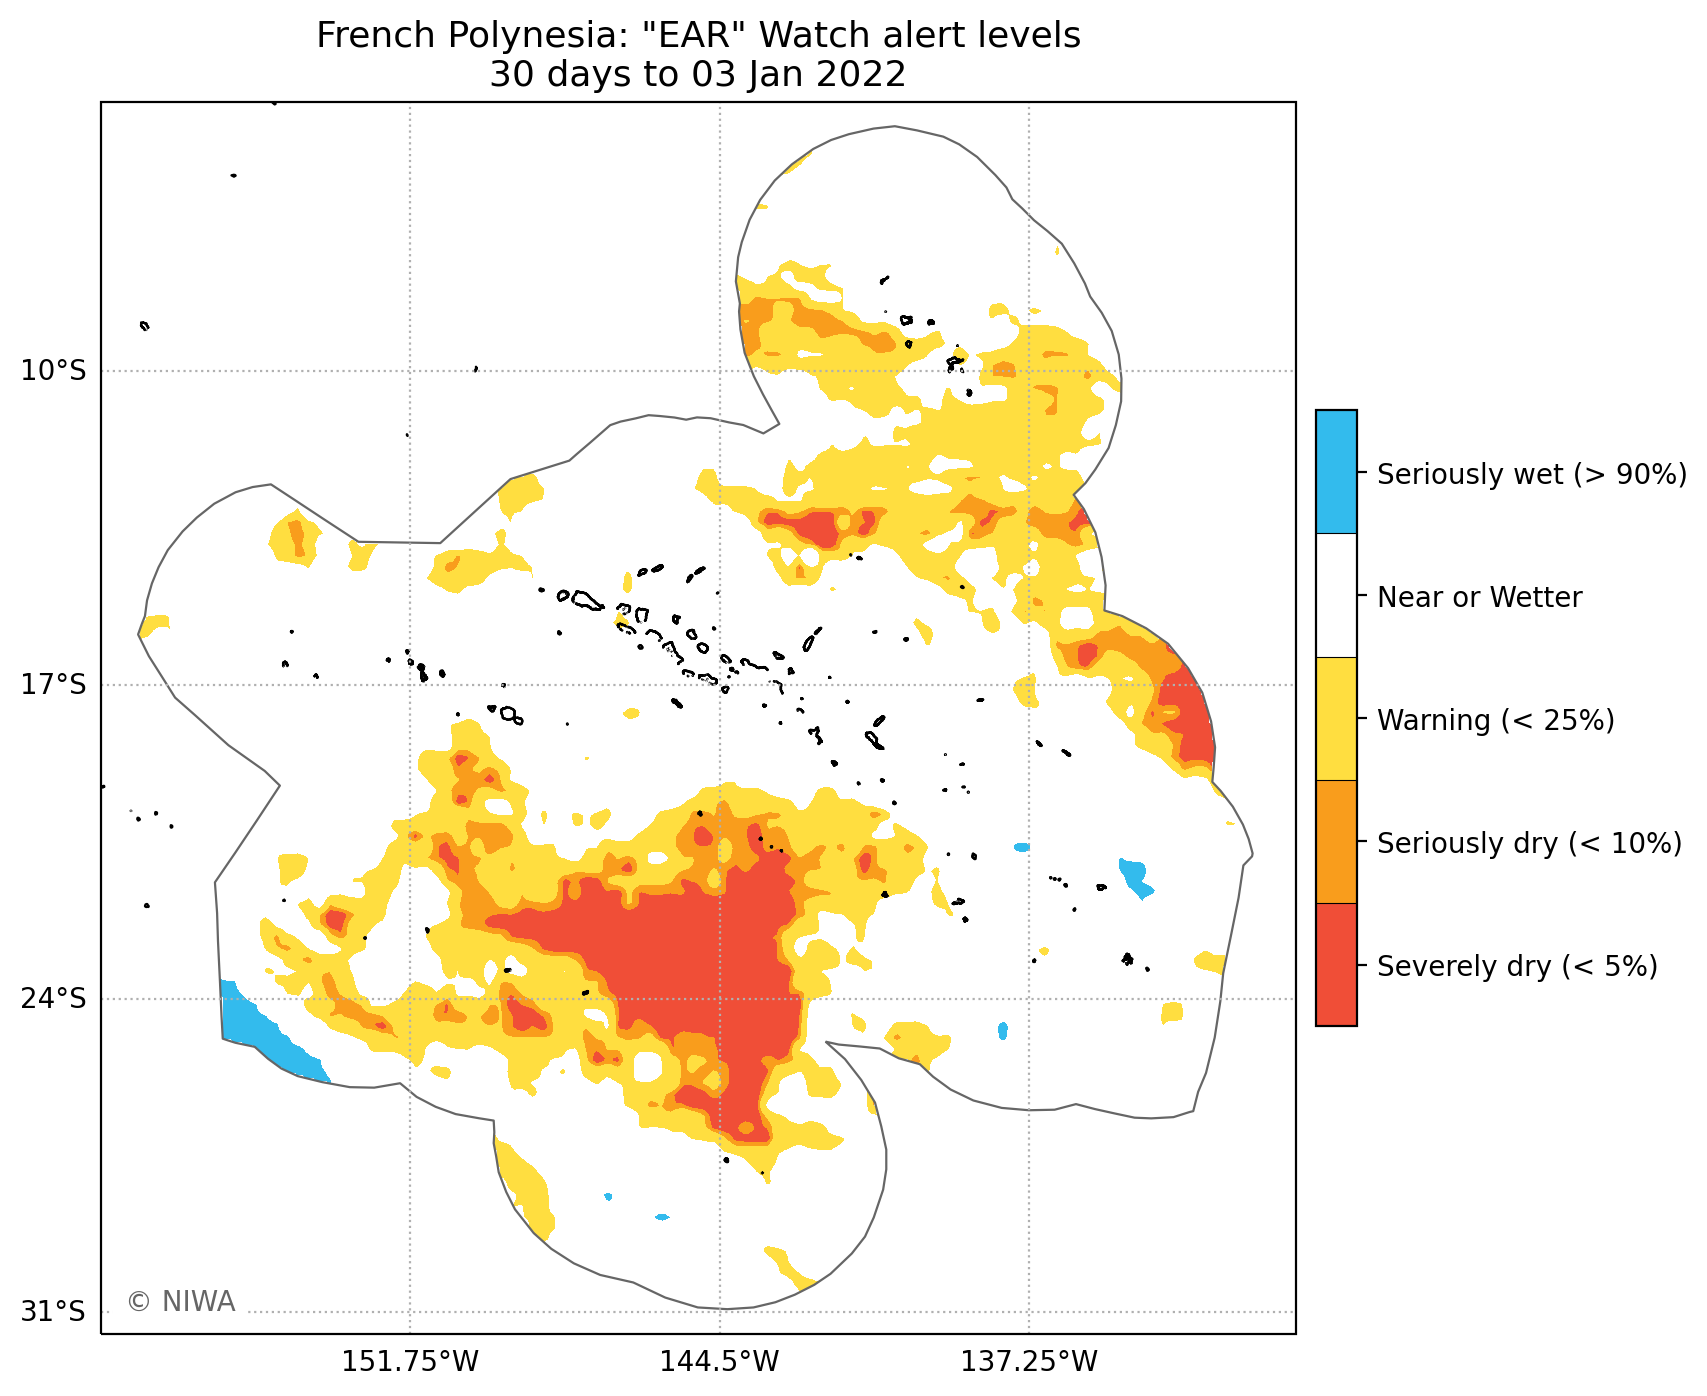 French Polynesia: "EAR" Watch alert levels
30 days to 03 Jan 2022
10°S
17°S
24°S
31°S
151.75°W
144.5°W
137.25°W
© NIWA
Seriously wet (> 90%)
Near or Wetter
Warning (< 25%)
Seriously dry (< 10%)
Severely dry (< 5%)